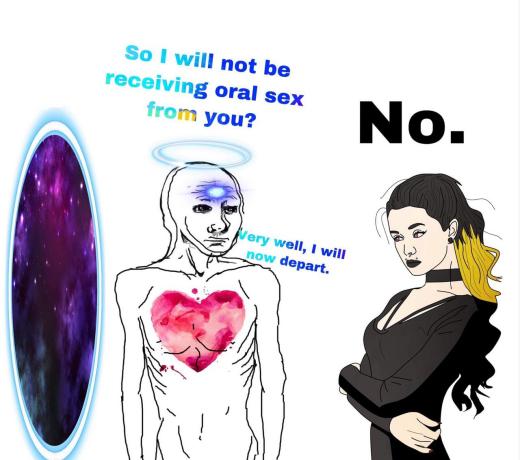 So I will not be
receiving oral sex
from you?
No.
Very well, I will
now depart.